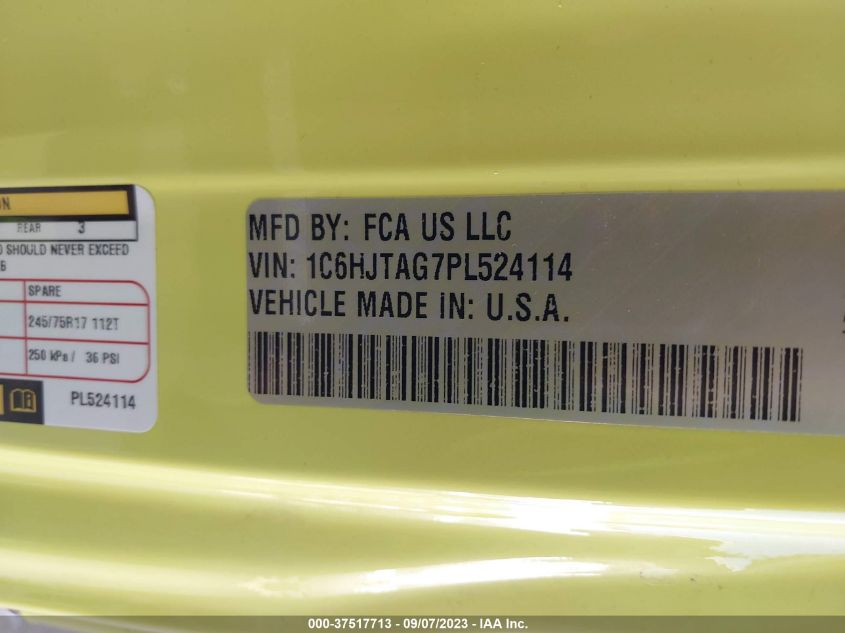 ON
REAR 3
SHOULD NEVER EXCEED
SPARE
245/75R17 112T
250 kPa / 36 PSI
PL524114
MFD BY: FCA US LLC
VIN: 1C6HJTAG7PL524114
VEHICLE MADE IN: U.S.A.
000-37517713 - 09/07/2023 - IAA Inc.